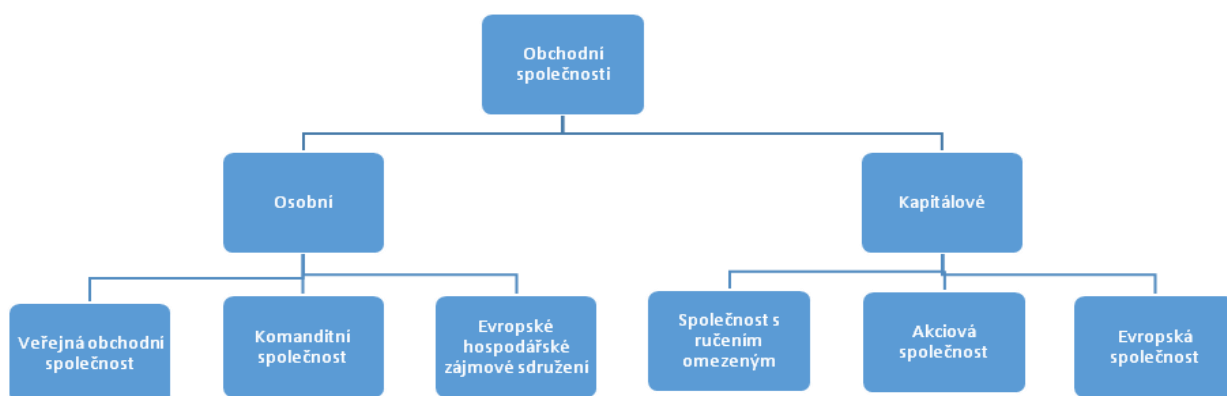 Obchodní
společnosti
Osobní
Kapitálové
Veřejná obchodní
společnost
Komanditní
společnost
Evropské
hospodářské
zájmové sdružení
Společnost s
ručením
omezeným
Akciová
společnost
Evropská
společnost